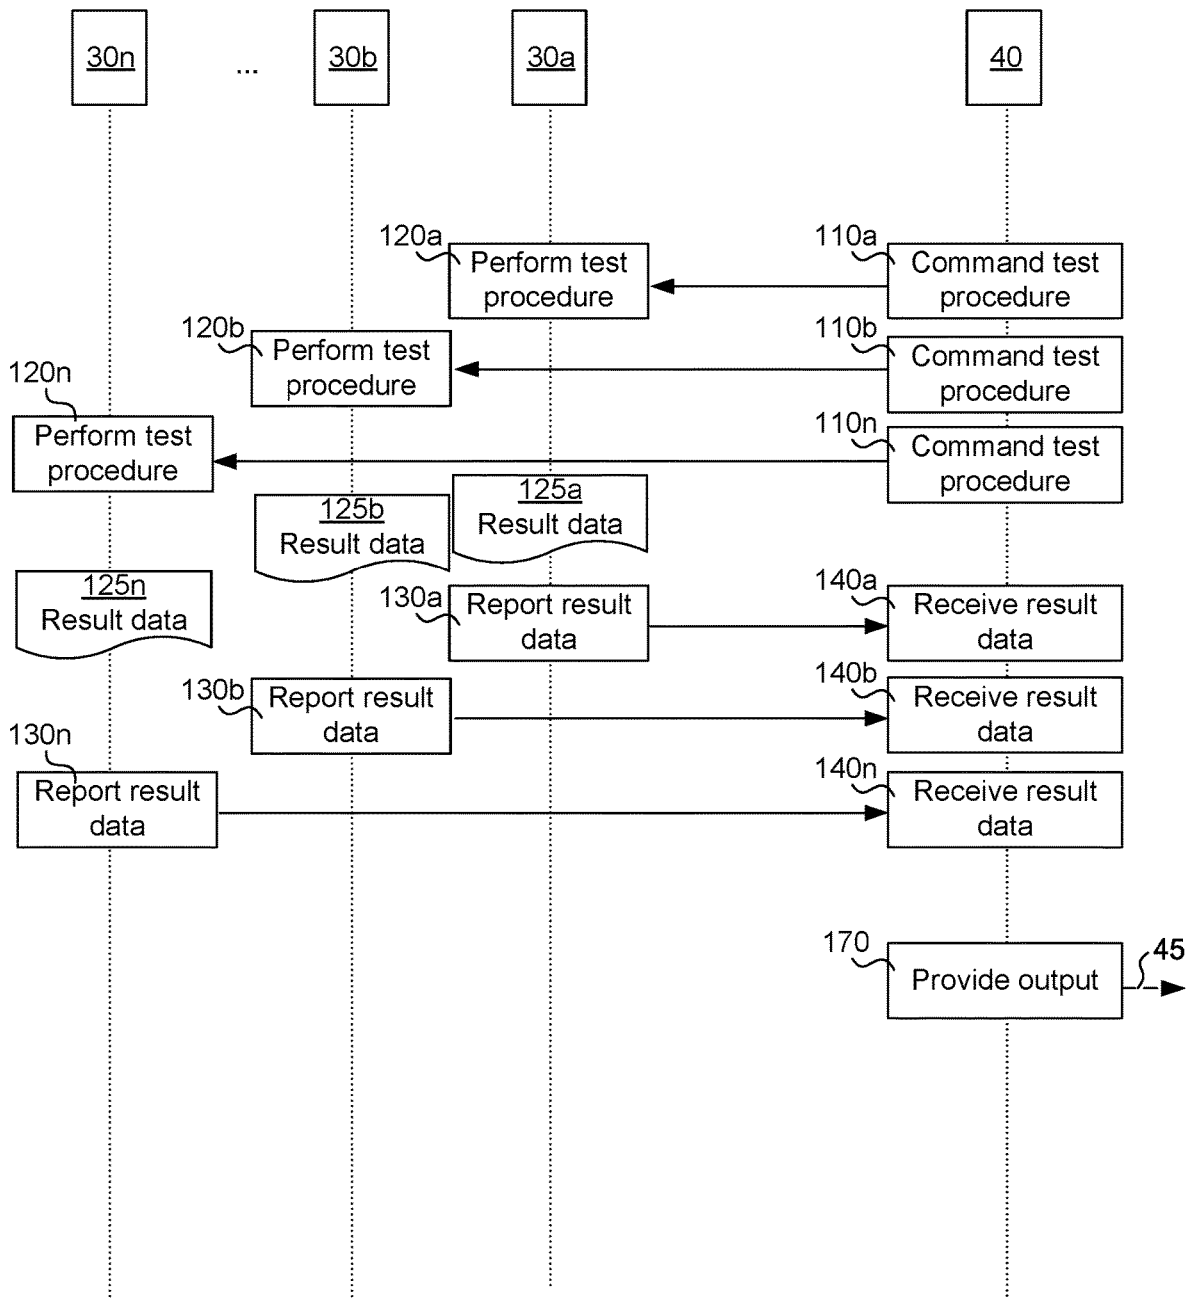 30n
...
30b
30a
40
120a
Perform test
procedure
110a
Command test
procedure
120b
Perform test
procedure
110b
Command test
procedure
120n
Perform test
procedure
110n
Command test
procedure
125a
Result data
125b
Result data
125n
Result data
130a
Report result
data
140a
Receive result
data
130b
Report result
data
140b
Receive result
data
130n
Report result
data
140n
Receive result
data
170
Provide output
45